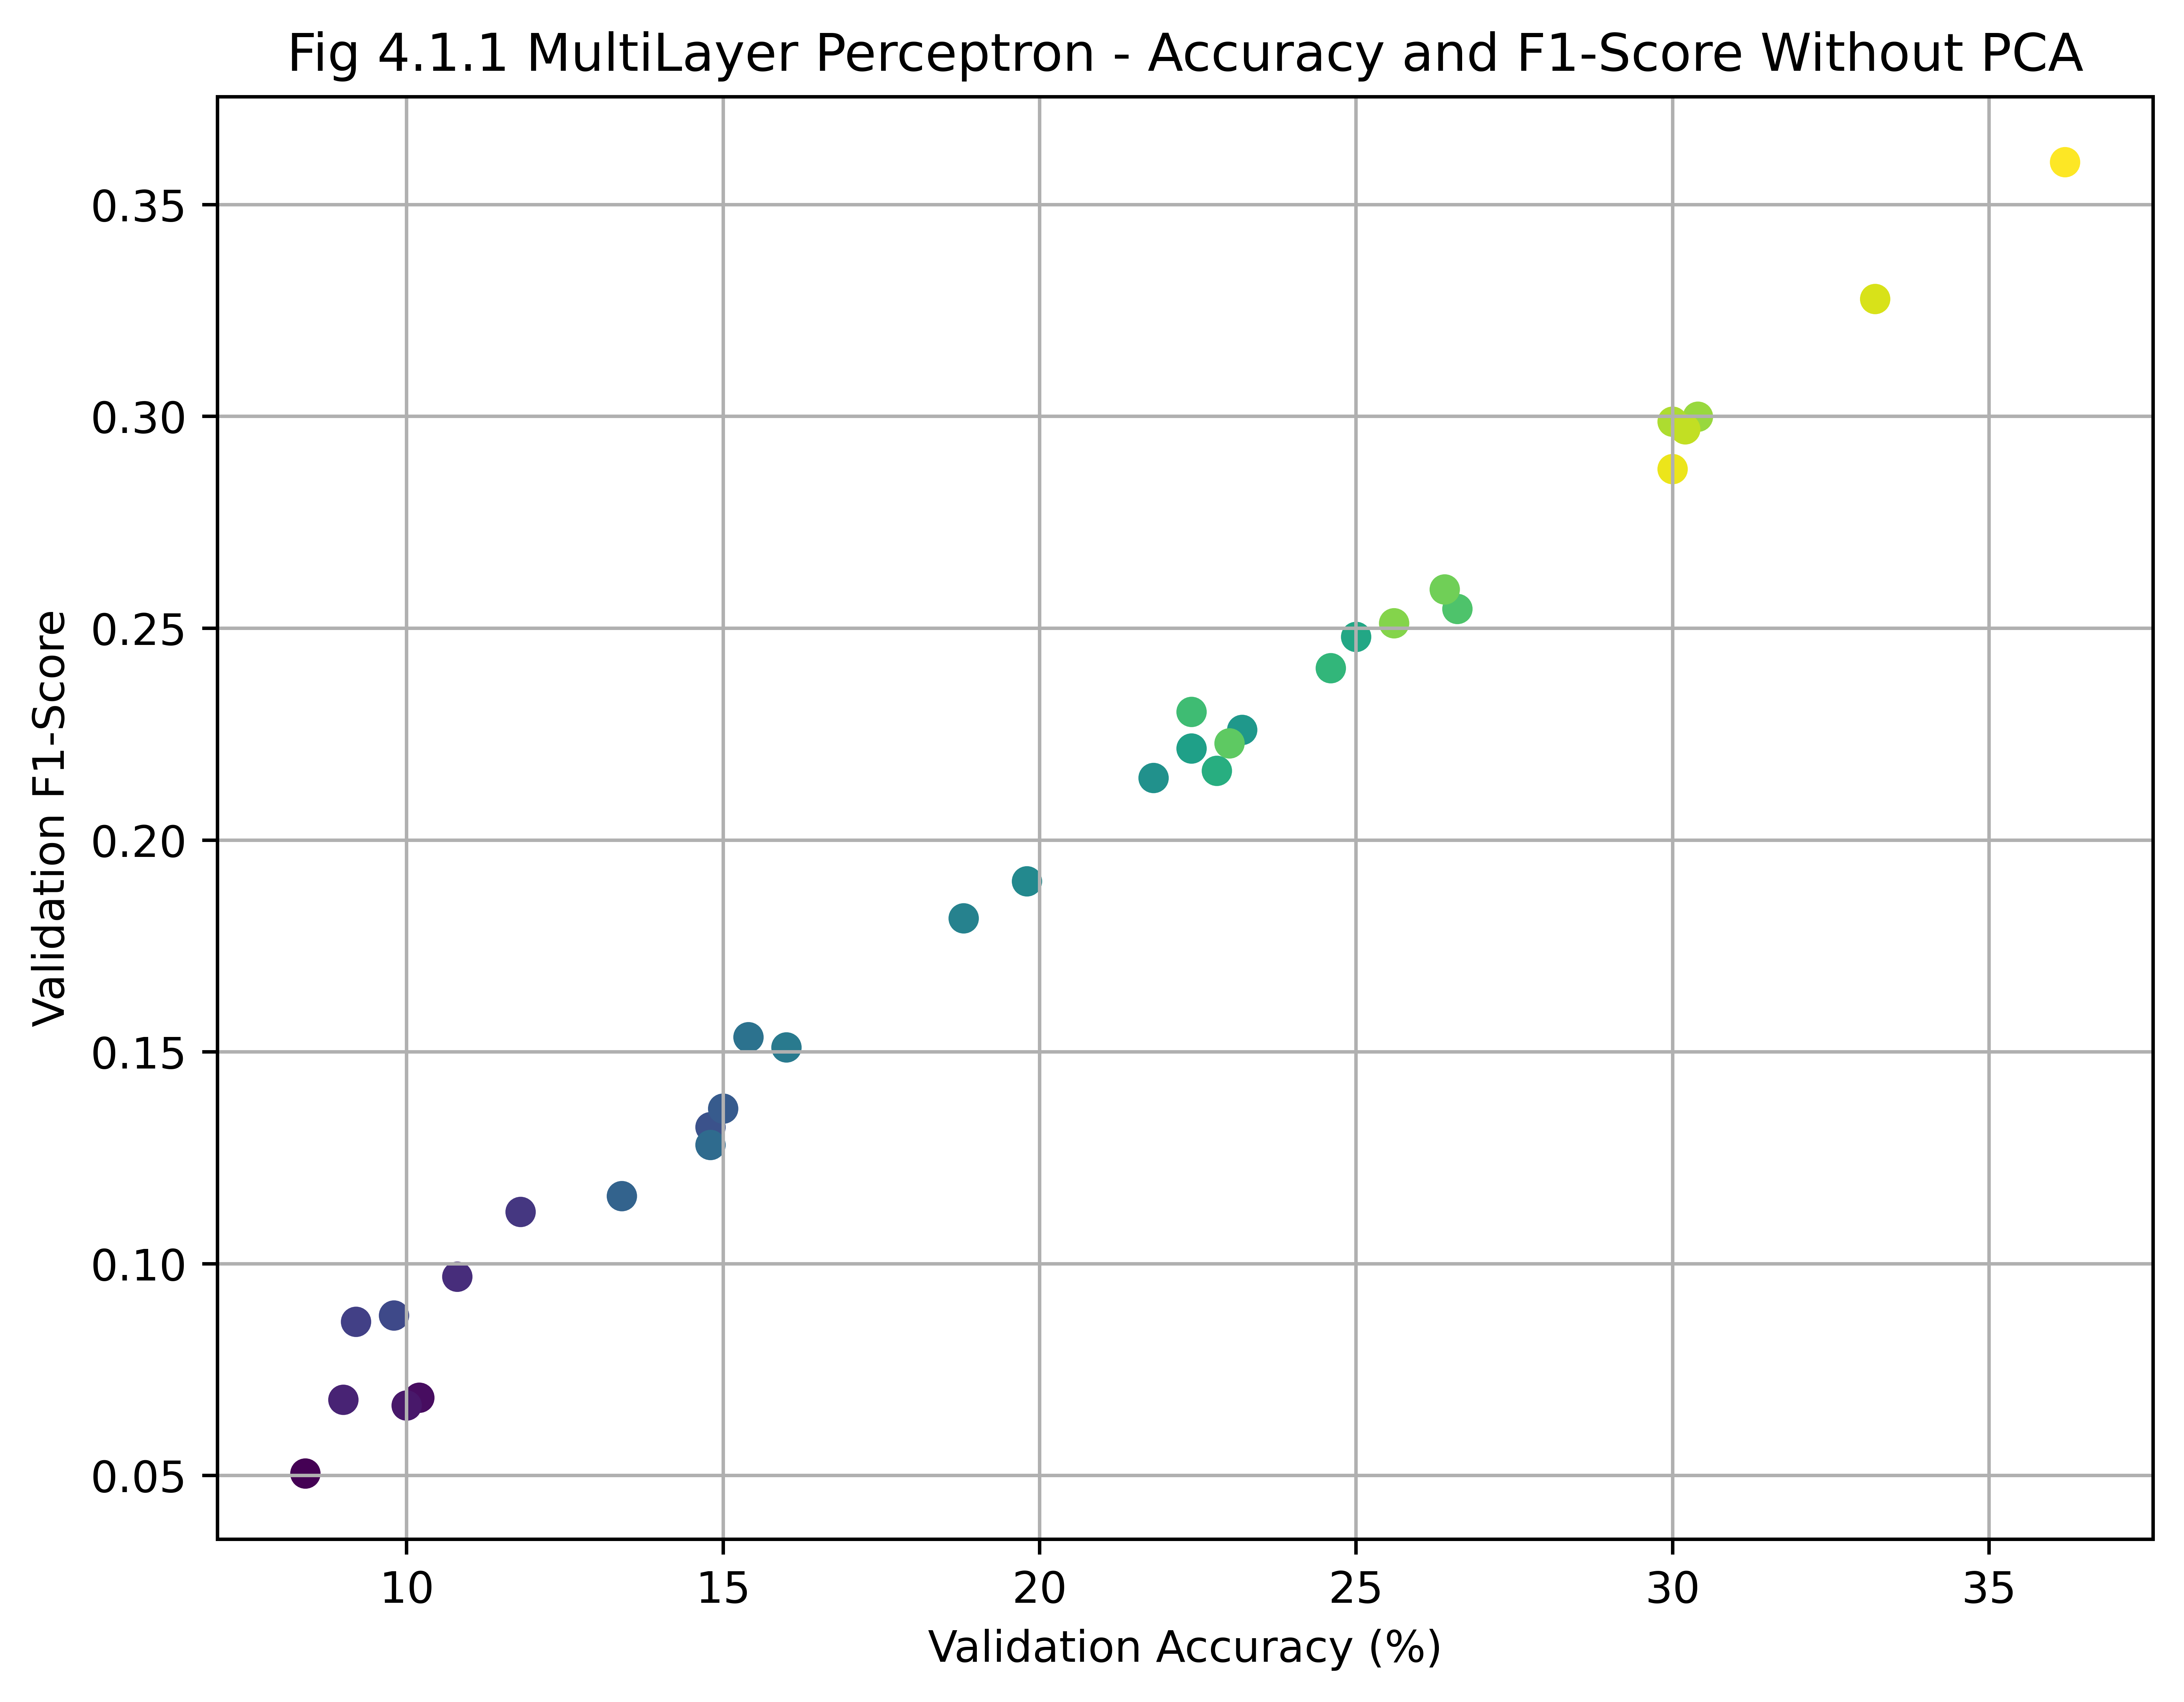 Fig 4.1.1 MultiLayer Perceptron - Accuracy and F1-Score Without PCA
Validation F1-Score
0.35
0.30
0.25
0.20
0.15
0.10
0.05
10 15 20 25 30 35
Validation Accuracy (%)